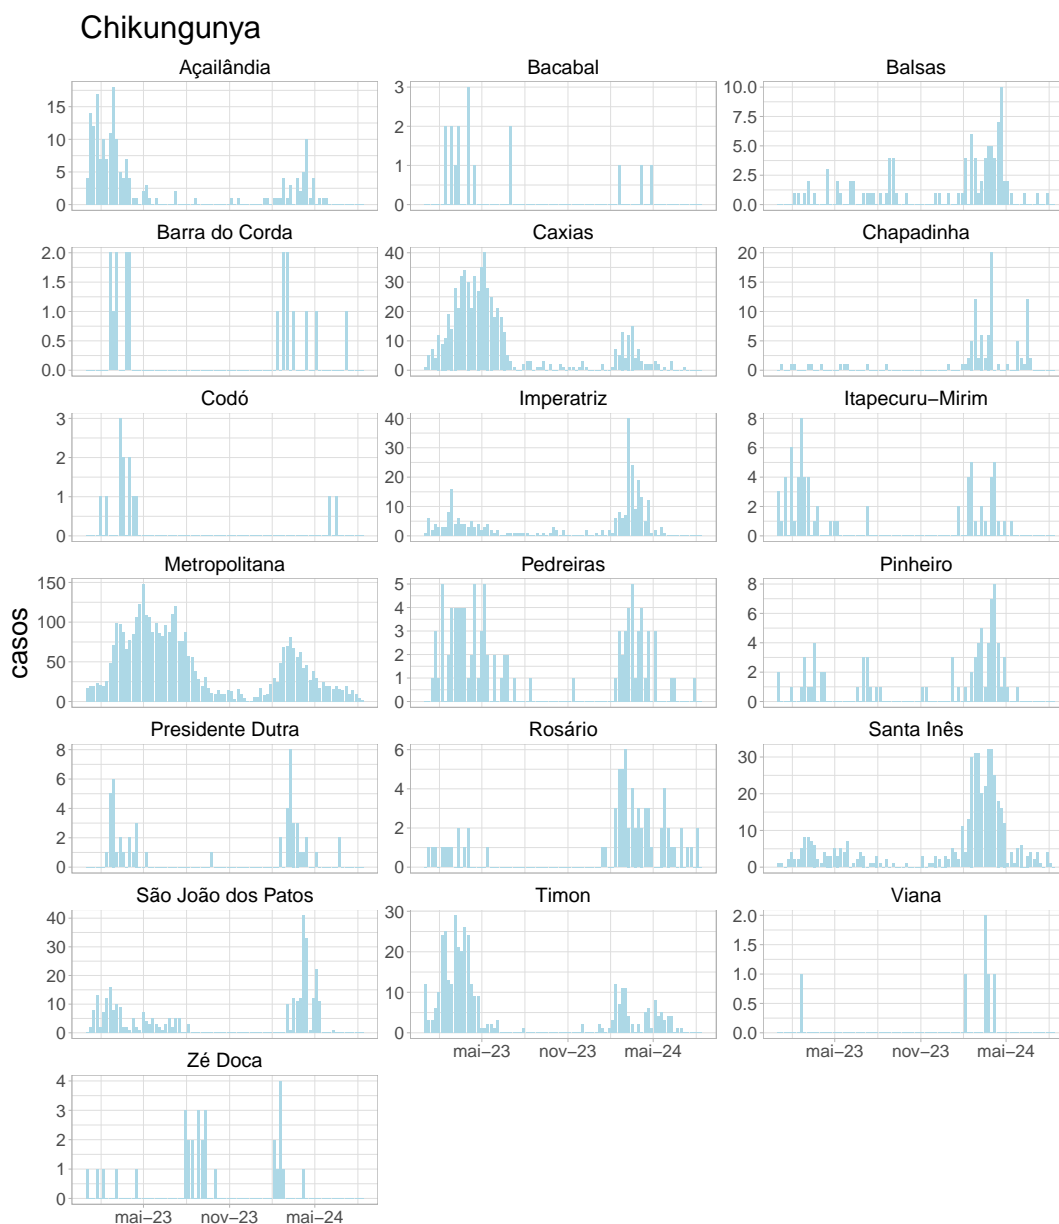 Chikungunya
Açailândia Bacabal Balsas
15 3 10.0
10 2 7.5
5 1 5.0
0 0 2.5
0.0
Barra do Corda Caxias Chapadinha
2.0 40 20
1.5 30 15
1.0 20 10
0.5 10 5
0.0 0 0
Codó Imperatriz Itapecuru−Mirim
3 40 8
2 30 6
1 20 4
0 10 2
0 0
Metropolitana Pedreiras Pinheiro
150 5 8
100 4 6
50 3 4
0 2 2
1 0
0
casos
Presidente Dutra Rosário Santa Inês
8 6 30
6 4 20
4 2 10
2 0 0
0
São João dos Patos Timon Viana
40 30 2.0
30 20 1.5
20 10 1.0
10 0 0.5
0 0.0
mai−23 nov−23 mai−24 mai−23 nov−23 mai−24
Zé Doca
4
3
2
1
0
mai−23 nov−23 mai−24